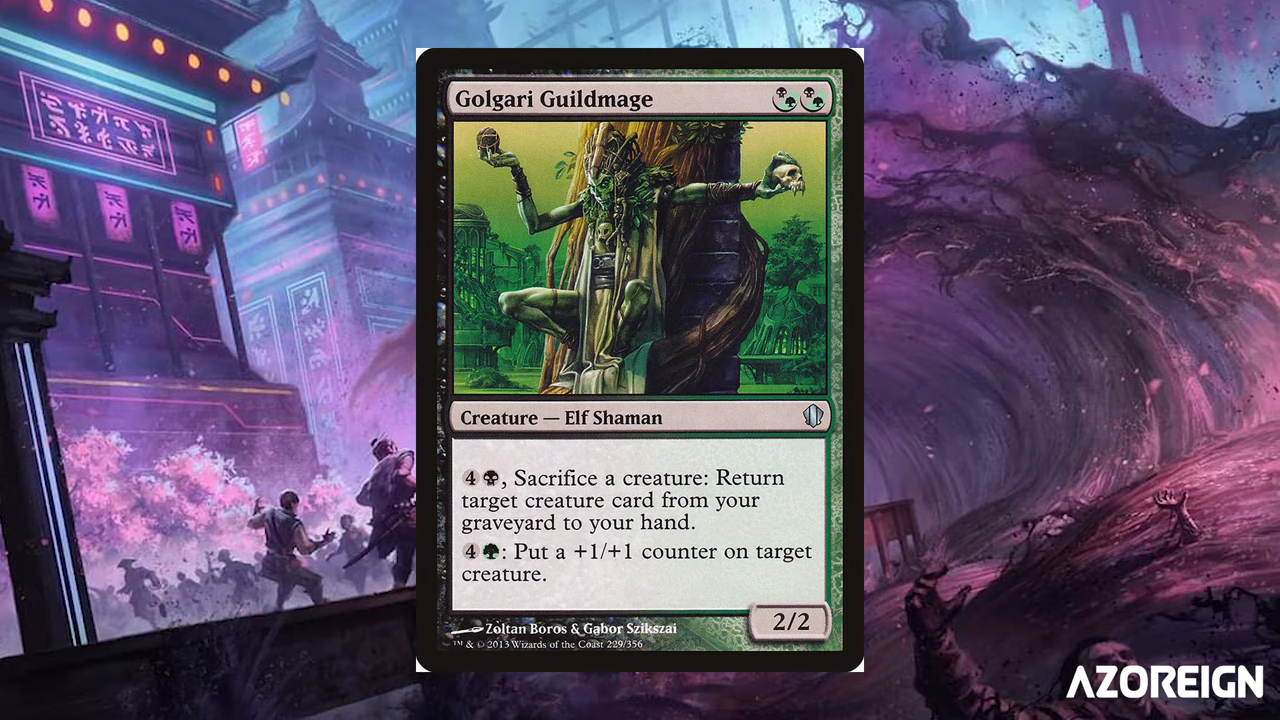 Golgari Guildmage
Creature — Elf Shaman
4, Sacrifice a creature: Return
target creature card from your
graveyard to your hand.
4: Put a +1/+1 counter on target
creature.
2/2
Zoltan Boros & Gabor Szikszai
™ & © 2013 Wizards of the Coast 229/356
AZOREIGN